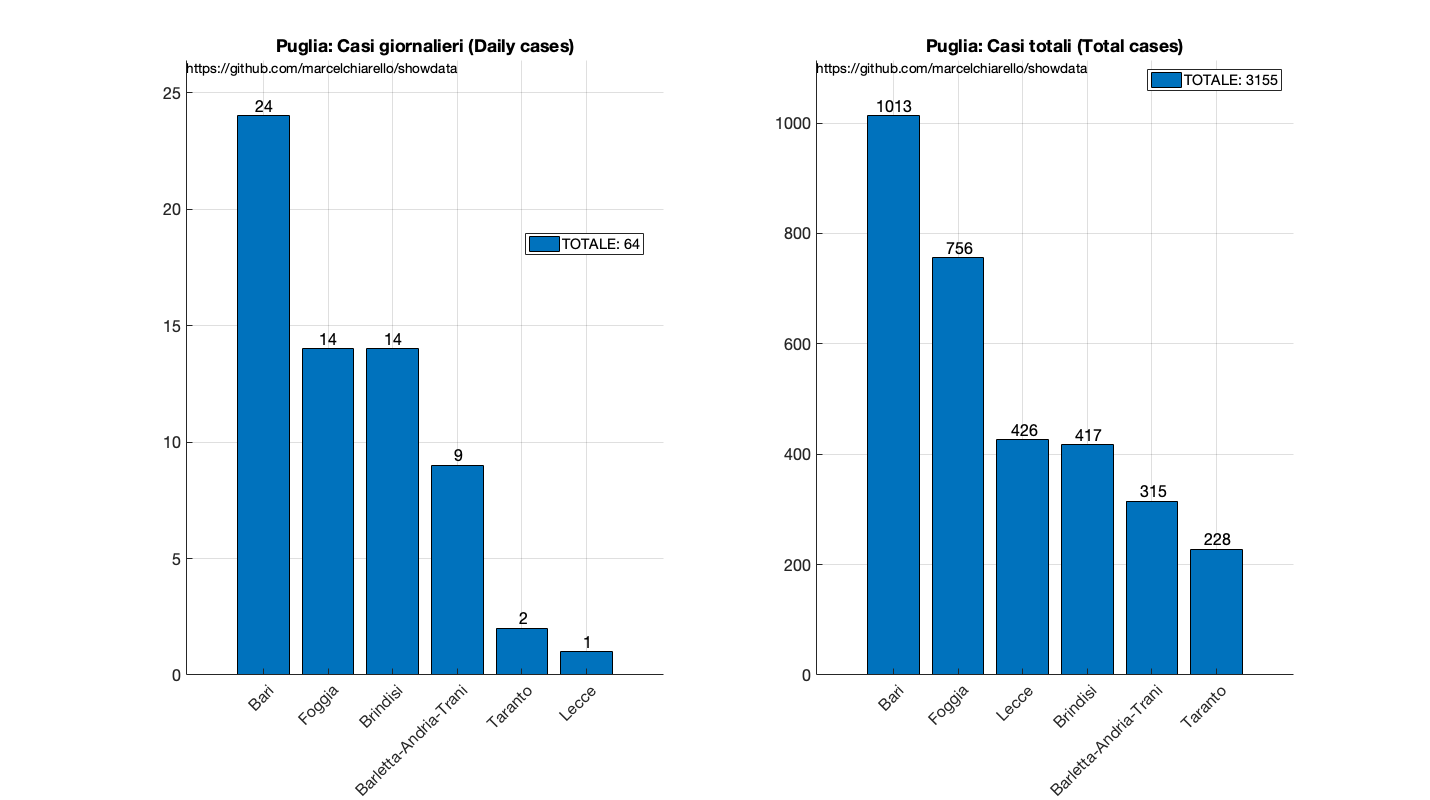 Puglia: Casi giornalieri (Daily cases)
https://github.com/marcelchiarello/showdata
25
20
15
10
5
0
24
14
14
9
2
1
TOTALE: 64
Bari
Foggia
Brindisi
Barletta-Andria-Trani
Taranto
Lecce
Puglia: Casi totali (Total cases)
https://github.com/marcelchiarello/showdata
TOTALE: 3155
1000
800
600
400
200
0
1013
756
426
417
315
228
Bari
Foggia
Lecce
Brindisi
Barletta-Andria-Trani
Taranto